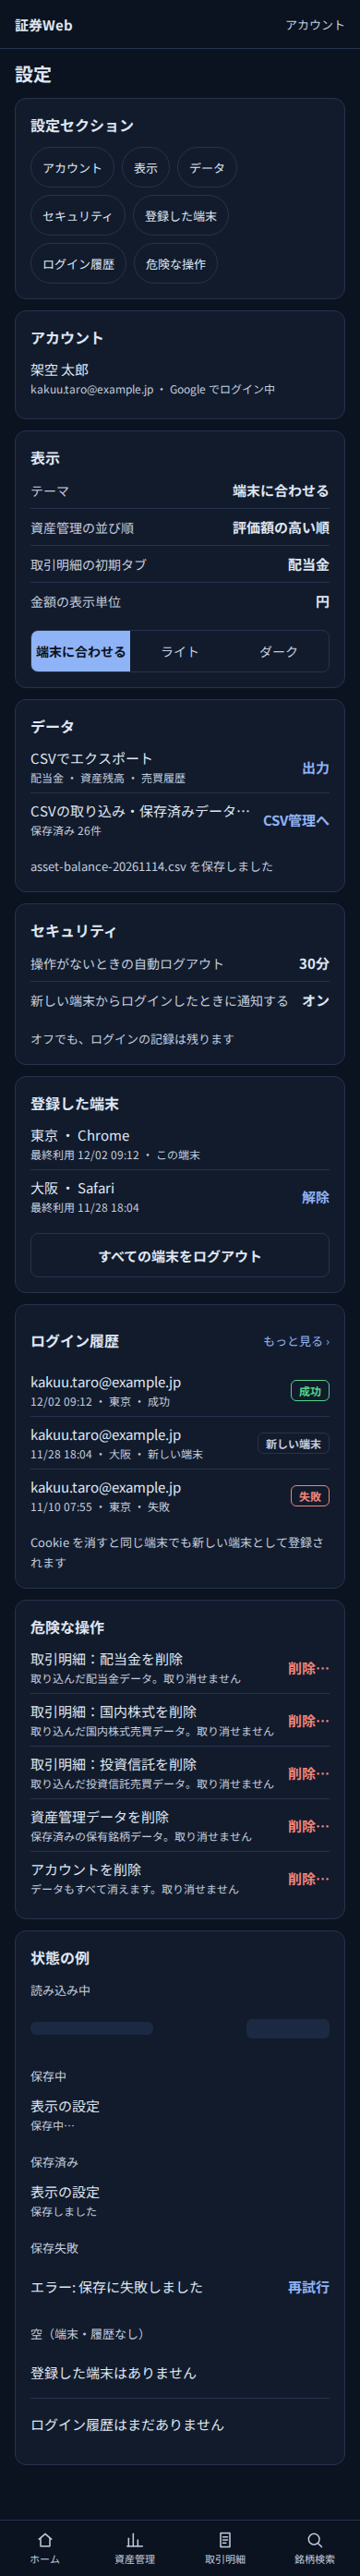 証券Web
アカウント
設定
設定セクション
アカウント
表示
データ
セキュリティ
登録した端末
ログイン履歴
危険な操作
アカウント
架空 太郎
kakuu.taro@example.jp ・ Google でログイン中
表示
テーマ
端末に合わせる
資産管理の並び順
評価額の高い順
取引明細の初期タブ
配当金
金額の表示単位
円
端末に合わせる
ライト
ダーク
データ
CSVでエクスポート
配当金 ・ 資産残高 ・ 売買履歴
出力
CSVの取り込み・保存済みデータ…
保存済み 26件
CSV管理へ
asset-balance-20261114.csv を保存しました
セキュリティ
操作がないときの自動ログアウト
30分
新しい端末からログインしたときに通知する
オン
オフでも、ログインの記録は残ります
登録した端末
東京 ・ Chrome
最終利用 12/02 09:12 ・ この端末
大阪 ・ Safari
最終利用 11/28 18:04
解除
すべての端末をログアウト
ログイン履歴
もっと見る ›
kakuu.taro@example.jp
12/02 09:12 ・ 東京 ・ 成功
成功
kakuu.taro@example.jp
11/28 18:04 ・ 大阪 ・ 新しい端末
新しい端末
kakuu.taro@example.jp
11/10 07:55 ・ 東京 ・ 失敗
失敗
Cookie を消すと同じ端末でも新しい端末として登録さ
れます
危険な操作
取引明細：配当金を削除
取り込んだ配当金データ。取り消せません
削除…
取引明細：国内株式を削除
取り込んだ国内株式売買データ。取り消せません
削除…
取引明細：投資信託を削除
取り込んだ投資信託売買データ。取り消せません
削除…
資産管理データを削除
保存済みの保有銘柄データ。取り消せません
削除…
アカウントを削除
データもすべて消えます。取り消せません
削除…
状態の例
読み込み中
保存中
表示の設定
保存中…
保存済み
表示の設定
保存しました
保存失敗
エラー: 保存に失敗しました
再試行
空（端末・履歴なし）
登録した端末はありません
ログイン履歴はまだありません
ホーム
資産管理
取引明細
銘柄検索